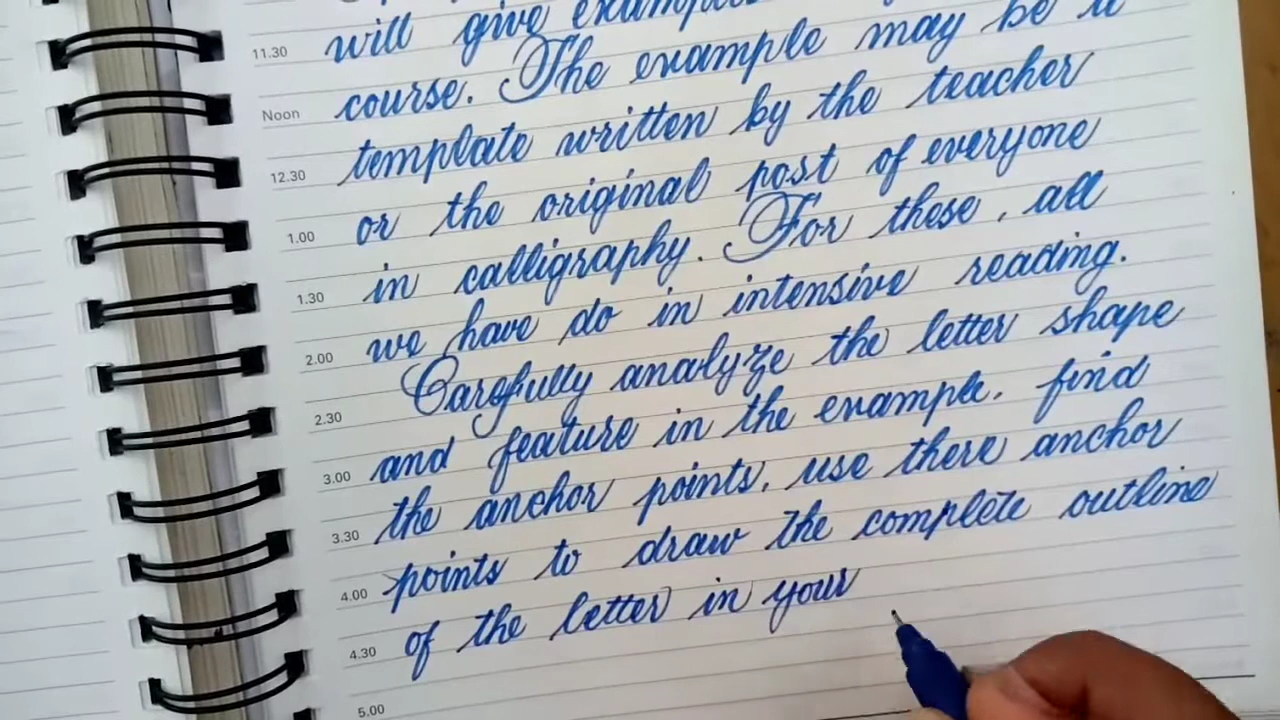 11.30 will give
Noon course. The example may be a
12.30 template written by the teacher
1.00 or the original post of everyone
1.30 in calligraphy. For these, all
2.00 we have do in intensive reading.
2.30 Carefully analyze the letter shape
3.00 and feature in the example. find
3.30 the anchor points. use there anchor
4.00 points to draw the complete outline
4.30 of the letter in your
5.00